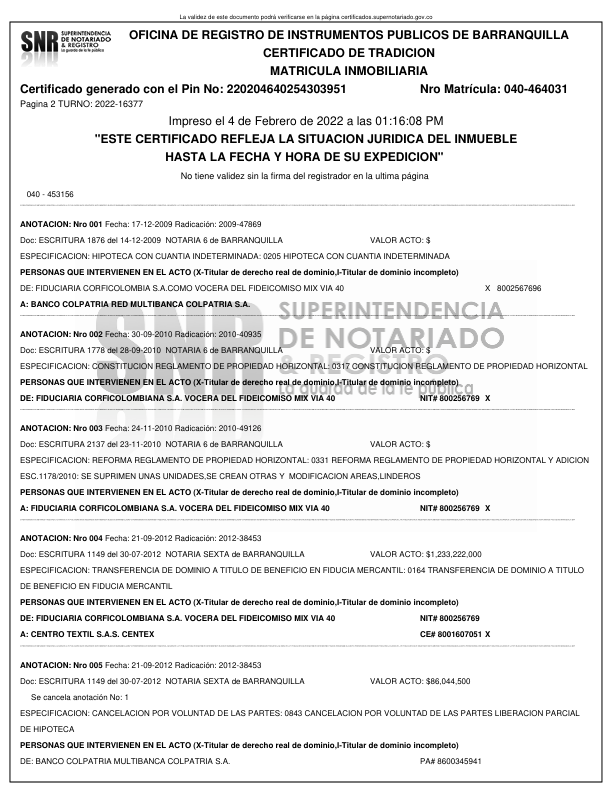 La validez de este documento podrá verificarse en la página certificados.supernotariado.gov.co
SNR SUPERINTENDENCIA DE NOTARIADO & REGISTRO La guarda de la fe pública
OFICINA DE REGISTRO DE INSTRUMENTOS PUBLICOS DE BARRANQUILLA
CERTIFICADO DE TRADICION
MATRICULA INMOBILIARIA
Certificado generado con el Pin No: 220204640254303951 Nro Matrícula: 040-464031
Pagina 2 TURNO: 2022-16377
Impreso el 4 de Febrero de 2022 a las 01:16:08 PM
"ESTE CERTIFICADO REFLEJA LA SITUACION JURIDICA DEL INMUEBLE
HASTA LA FECHA Y HORA DE SU EXPEDICION"
No tiene validez sin la firma del registrador en la ultima página
040 - 453156
ANOTACION: Nro 001 Fecha: 17-12-2009 Radicación: 2009-47869
Doc: ESCRITURA 1876 del 14-12-2009 NOTARIA 6 de BARRANQUILLA VALOR ACTO: $
ESPECIFICACION: HIPOTECA CON CUANTIA INDETERMINADA: 0205 HIPOTECA CON CUANTIA INDETERMINADA
PERSONAS QUE INTERVIENEN EN EL ACTO (X-Titular de derecho real de dominio,I-Titular de dominio incompleto)
DE: FIDUCIARIA CORFICOLOMBIA S.A.COMO VOCERA DEL FIDEICOMISO MIX VIA 40 X 8002567696
A: BANCO COLPATRIA RED MULTIBANCA COLPATRIA S.A.
SNR SUPERINTENDENCIA DE NOTARIADO & REGISTRO La guarda de la fe pública
ANOTACION: Nro 002 Fecha: 30-09-2010 Radicación: 2010-40935
Doc: ESCRITURA 1778 del 28-09-2010 NOTARIA 6 de BARRANQUILLA VALOR ACTO: $
ESPECIFICACION: CONSTITUCION REGLAMENTO DE PROPIEDAD HORIZONTAL: 0317 CONSTITUCION REGLAMENTO DE PROPIEDAD HORIZONTAL
PERSONAS QUE INTERVIENEN EN EL ACTO (X-Titular de derecho real de dominio,I-Titular de dominio incompleto)
DE: FIDUCIARIA CORFICOLOMBIANA S.A. VOCERA DEL FIDEICOMISO MIX VIA 40 NIT# 800256769 X
ANOTACION: Nro 003 Fecha: 24-11-2010 Radicación: 2010-49126
Doc: ESCRITURA 2137 del 23-11-2010 NOTARIA 6 de BARRANQUILLA VALOR ACTO: $
ESPECIFICACION: REFORMA REGLAMENTO DE PROPIEDAD HORIZONTAL: 0331 REFORMA REGLAMENTO DE PROPIEDAD HORIZONTAL Y ADICION
ESC.1178/2010: SE SUPRIMEN UNAS UNIDADES,SE CREAN OTRAS Y MODIFICACION AREAS,LINDEROS
PERSONAS QUE INTERVIENEN EN EL ACTO (X-Titular de derecho real de dominio,I-Titular de dominio incompleto)
A: FIDUCIARIA CORFICOLOMBIANA S.A. VOCERA DEL FIDEICOMISO MIX VIA 40 NIT# 800256769 X
ANOTACION: Nro 004 Fecha: 21-09-2012 Radicación: 2012-38453
Doc: ESCRITURA 1149 del 30-07-2012 NOTARIA SEXTA de BARRANQUILLA VALOR ACTO: $1,233,222,000
ESPECIFICACION: TRANSFERENCIA DE DOMINIO A TITULO DE BENEFICIO EN FIDUCIA MERCANTIL: 0164 TRANSFERENCIA DE DOMINIO A TITULO
DE BENEFICIO EN FIDUCIA MERCANTIL
PERSONAS QUE INTERVIENEN EN EL ACTO (X-Titular de derecho real de dominio,I-Titular de dominio incompleto)
DE: FIDUCIARIA CORFICOLOMBIANA S.A. VOCERA DEL FIDEICOMISO MIX VIA 40 NIT# 800256769
A: CENTRO TEXTIL S.A.S. CENTEX CE# 8001607051 X
ANOTACION: Nro 005 Fecha: 21-09-2012 Radicación: 2012-38453
Doc: ESCRITURA 1149 del 30-07-2012 NOTARIA SEXTA de BARRANQUILLA VALOR ACTO: $86,044,500
Se cancela anotación No: 1
ESPECIFICACION: CANCELACION POR VOLUNTAD DE LAS PARTES: 0843 CANCELACION POR VOLUNTAD DE LAS PARTES LIBERACION PARCIAL
DE HIPOTECA
PERSONAS QUE INTERVIENEN EN EL ACTO (X-Titular de derecho real de dominio,I-Titular de dominio incompleto)
DE: BANCO COLPATRIA MULTIBANCA COLPATRIA S.A. PA# 8600345941